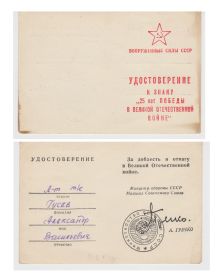 ВООРУЖЕННЫЕ СИЛЫ СССР
УДОСТОВЕРЕНИЕ
К ЗНАКУ
„25 лет ПОБЕДЫ
В ВЕЛИКОЙ ОТЕЧЕСТВЕННОЙ
ВОЙНЕ"
УДОСТОВЕРЕНИЕ
Л-т т/с
Гусев
Александр
Васильевич
За доблесть и отвагу
в Великой Отечественной
войне.
Министр обороны СССР
Маршал Советского Союза
А. ГРЕЧКО